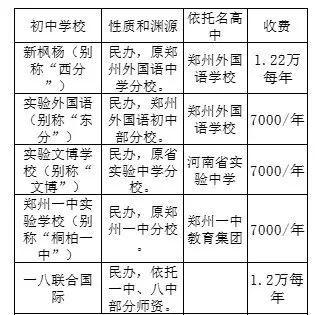 初中学校 性质和渊源 依托名高中 收费
新枫杨（别称“西分”） 民办，原郑州外国语中学分校。 郑州外国语学校 1.22万每年
实验外国语（别称“东分”） 民办，郑州外国语初中部分校。 郑州外国语学校 7000/年
实验文博学校（别称“文博”） 民办，原省实验中学分校。 河南省实验中学 7000/年
郑州一中实验学校（别称“桐柏一中”） 民办，原郑州一中分校。 郑州一中教育集团 7000/年
一八联合国际 民办，依托一中、八中部分师资。 1.2万每年